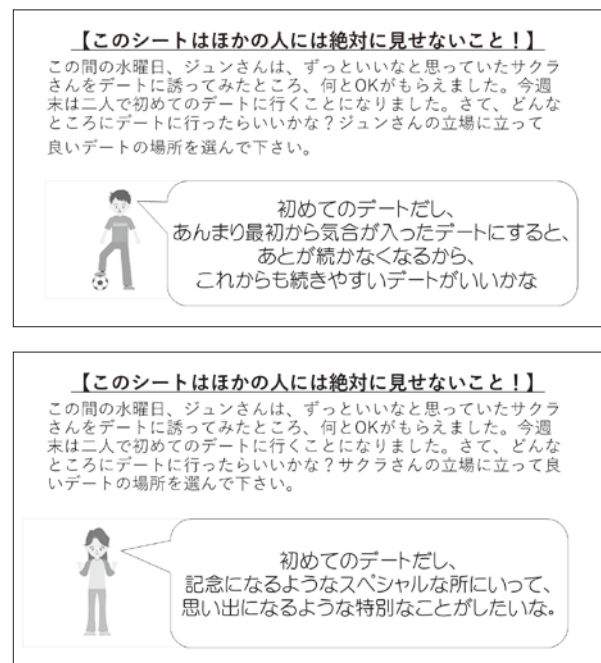 【このシートはほかの人には絶対に見せないこと！】
この間の水曜日、ジュンさんは、ずっといいなと思っていたサクラ
さんをデートに誘ってみたところ、何とOKがもらえました。今週
末は二人で初めてのデートに行くことになりました。さて、どんな
ところにデートに行ったらいいかな？ジュンさんの立場に立って
良いデートの場所を選んで下さい。
初めてのデートだし、
あんまり最初から気合が入ったデートにすると、
あとが続かなくなるから、
これからも続きやすいデートがいいかな
【このシートはほかの人には絶対に見せないこと！】
この間の水曜日、ジュンさんは、ずっといいなと思っていたサクラ
さんをデートに誘ってみたところ、何とOKがもらえました。今週
末は二人で初めてのデートに行くことになりました。さて、どんな
ところにデートに行ったらいいかな？サクラさんの立場に立って良
いデートの場所を選んで下さい。
初めてのデートだし、
記念になるようなスペシャルな所にいって、
思い出になるような特別なことがしたいな。